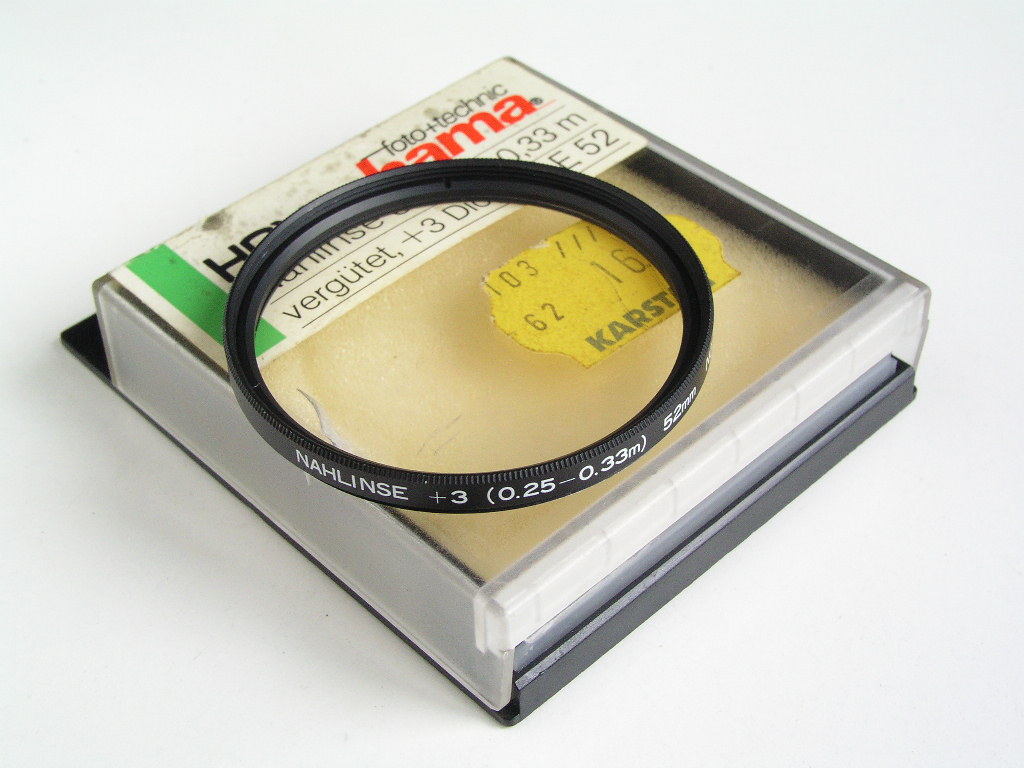 foto+technic
hama®
0,33 m
E 52
vergütet, +3
103 777
62 16
KARST
NAHLINSE +3 (0.25-0.33m) 52mm